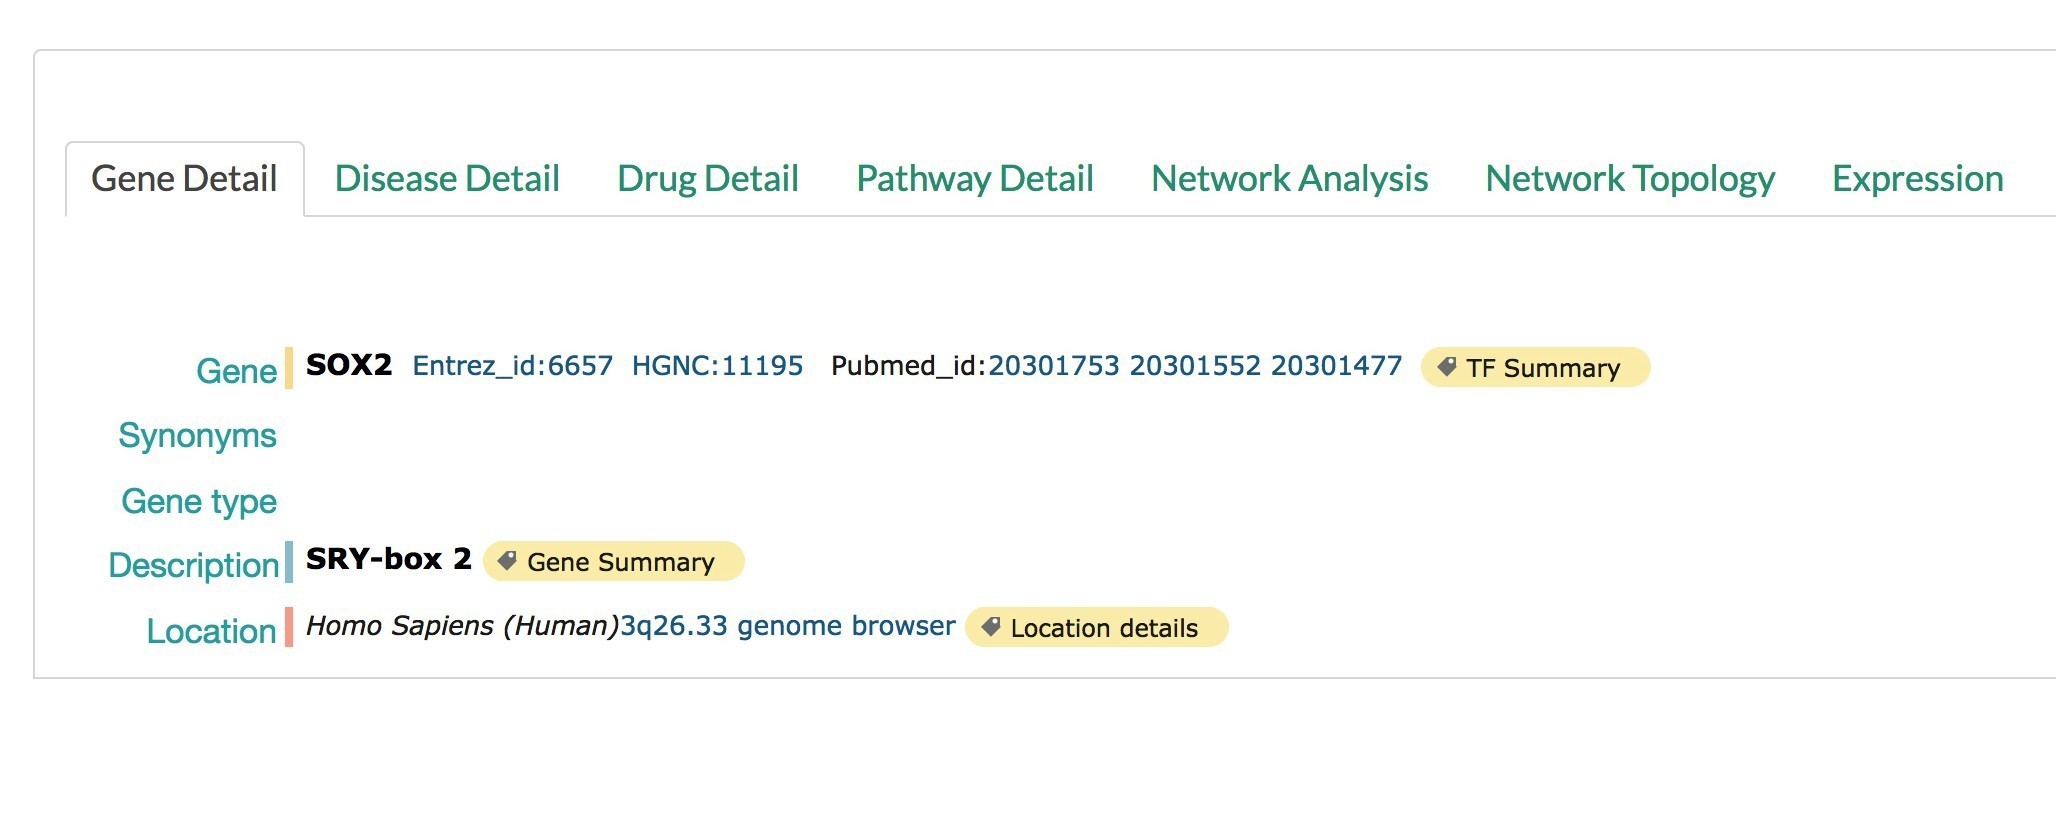 Gene Detail Disease Detail Drug Detail Pathway Detail Network Analysis Network Topology Expression
Gene SOX2 Entrez_id:6657 HGNC:11195 Pubmed_id:20301753 20301552 20301477 TF Summary
Synonyms
Gene type
Description SRY-box 2 Gene Summary
Location Homo Sapiens (Human)3q26.33 genome browser Location details